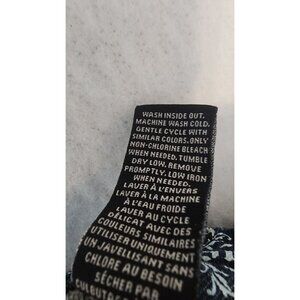 WASH INSIDE OUT.
MACHINE WASH COLD.
GENTLE CYCLE WITH
SIMILAR COLORS. ONLY
NON-CHLORINE BLEACH
WHEN NEEDED. TUMBLE
DRY LOW. REMOVE
PROMPTLY. LOW IRON
WHEN NEEDED.
LAVER À L'ENVERS
LAVER À LA MACHINE
À L'EAU FROIDE
LAVER AU CYCLE
DÉLICAT AVEC DES
COULEURS SIMILAIRES
UTILISER UNIQUEMENT
UN JAVELLISANT SANS
CHLORE AU BESOIN
SÉCHER PAR